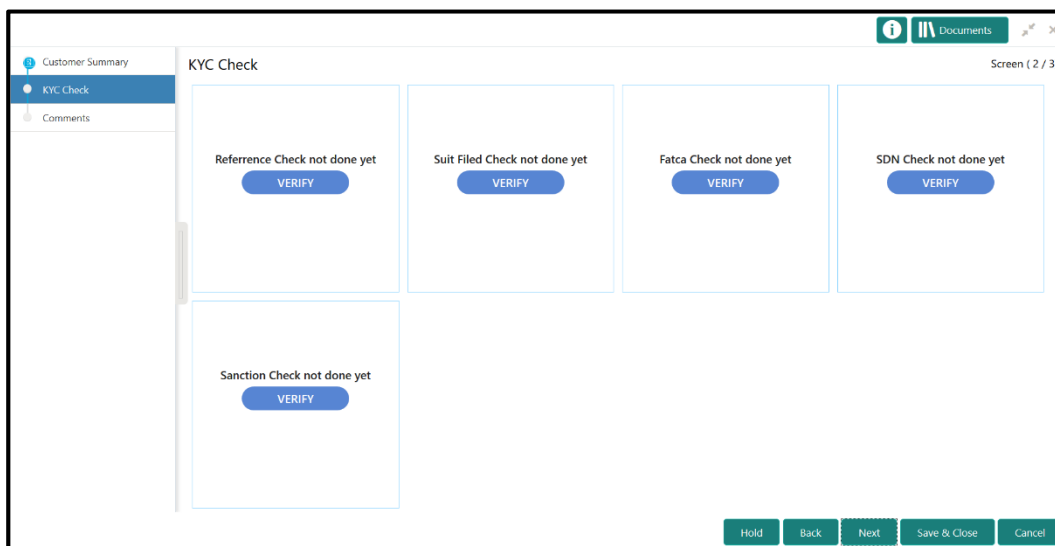 Documents
Customer Summary
KYC Check
Comments
KYC Check
Screen ( 2 / 3
Referrence Check not done yet
VERIFY
Suit Filed Check not done yet
VERIFY
Fatca Check not done yet
VERIFY
SDN Check not done yet
VERIFY
Sanction Check not done yet
VERIFY
Hold
Back
Next
Save & Close
Cancel